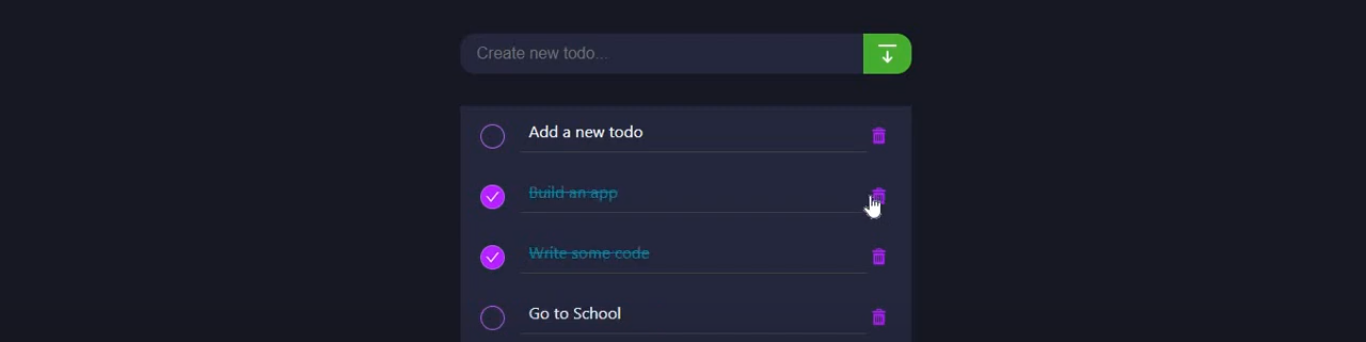 Create new todo...
Add a new todo
Build an app
Write some code
Go to School